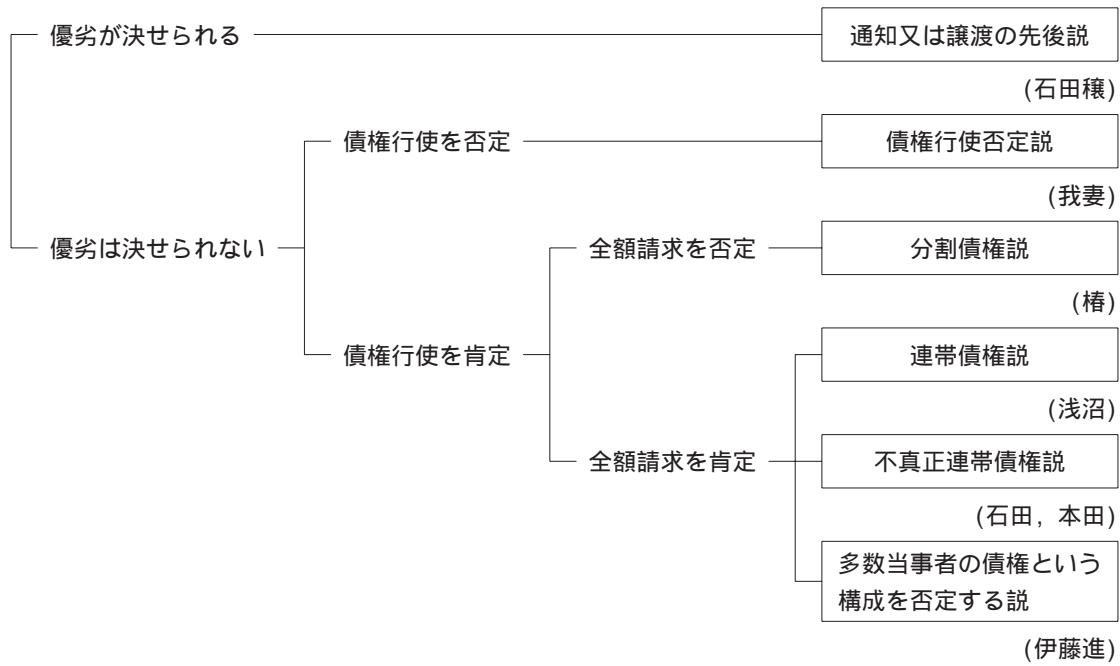 優劣が決せられる
通知又は譲渡の先後説
(石田穣)
債権行使を否定
債権行使否定説
(我妻)
優劣は決せられない
全額請求を否定
分割債権説
(椿)
債権行使を肯定
連帯債権説
(浅沼)
全額請求を肯定
不真正連帯債権説
(石田，本田)
多数当事者の債権という
構成を否定する説
(伊藤進)